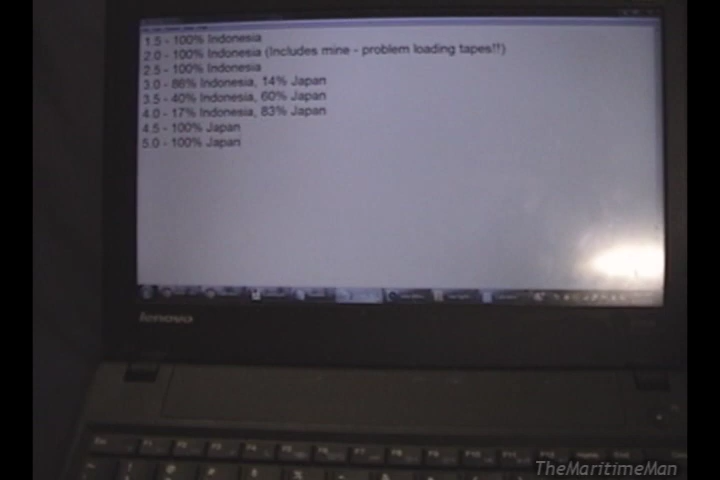 1.5 - 100% Indonesia
2.0 - 100% Indonesia (Includes mine - problem loading tapes!!)
2.5 - 100% Indonesia
3.0 - 86% Indonesia, 14% Japan
3.5 - 40% Indonesia, 60% Japan
4.0 - 17% Indonesia, 83% Japan
4.5 - 100% Japan
5.0 - 100% Japan
lenovo
TheMaritimeMan